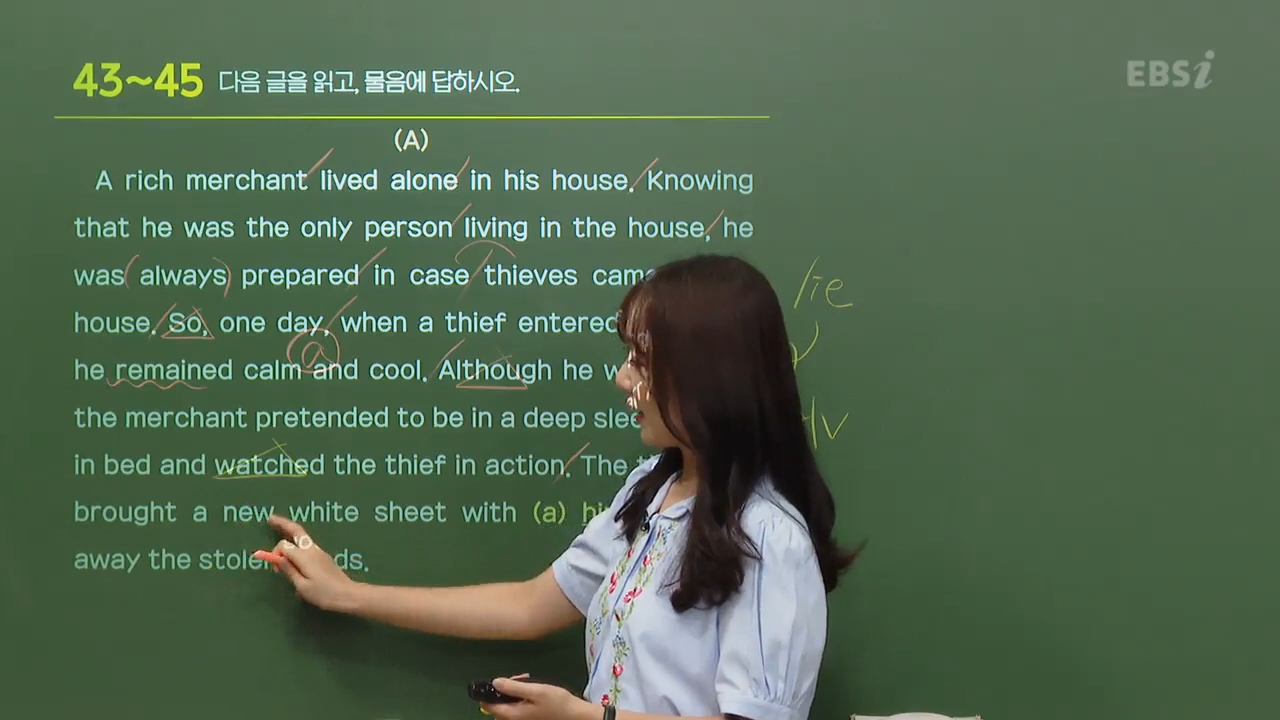 43~45 다음 글을 읽고, 물음에 답하시오.
EBSi
(A)
A rich merchant lived alone in his house. Knowing
that he was the only person living in the house, he
was always prepared in case thieves came
house. So, one day, when a thief entered
he remained calm and cool. Although he
the merchant pretended to be in a deep
in bed and watched the thief in action. The
brought a new white sheet with (a)
away the
lie
a